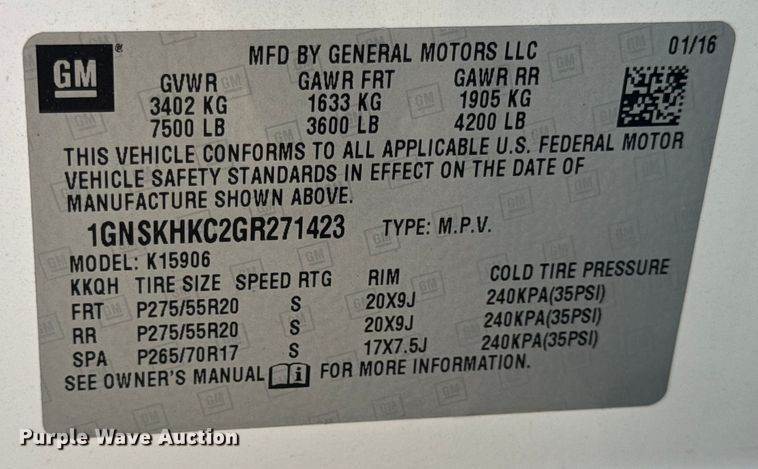 GM ®
MFD BY GENERAL MOTORS LLC 01/16
GVWR GAWR FRT GAWR RR
3402 KG 1633 KG 1905 KG
7500 LB 3600 LB 4200 LB
THIS VEHICLE CONFORMS TO ALL APPLICABLE U.S. FEDERAL MOTOR
VEHICLE SAFETY STANDARDS IN EFFECT ON THE DATE OF
MANUFACTURE SHOWN ABOVE.
1GNSKHKC2GR271423 TYPE: M.P.V.
MODEL: K15906
KKQH TIRE SIZE SPEED RTG RIM COLD TIRE PRESSURE
FRT P275/55R20 S 20X9J 240KPA(35PSI)
RR P275/55R20 S 20X9J 240KPA(35PSI)
SPA P265/70R17 S 17X7.5J 240KPA(35PSI)
SEE OWNER'S MANUAL i FOR MORE INFORMATION.
Purple Wave Auction